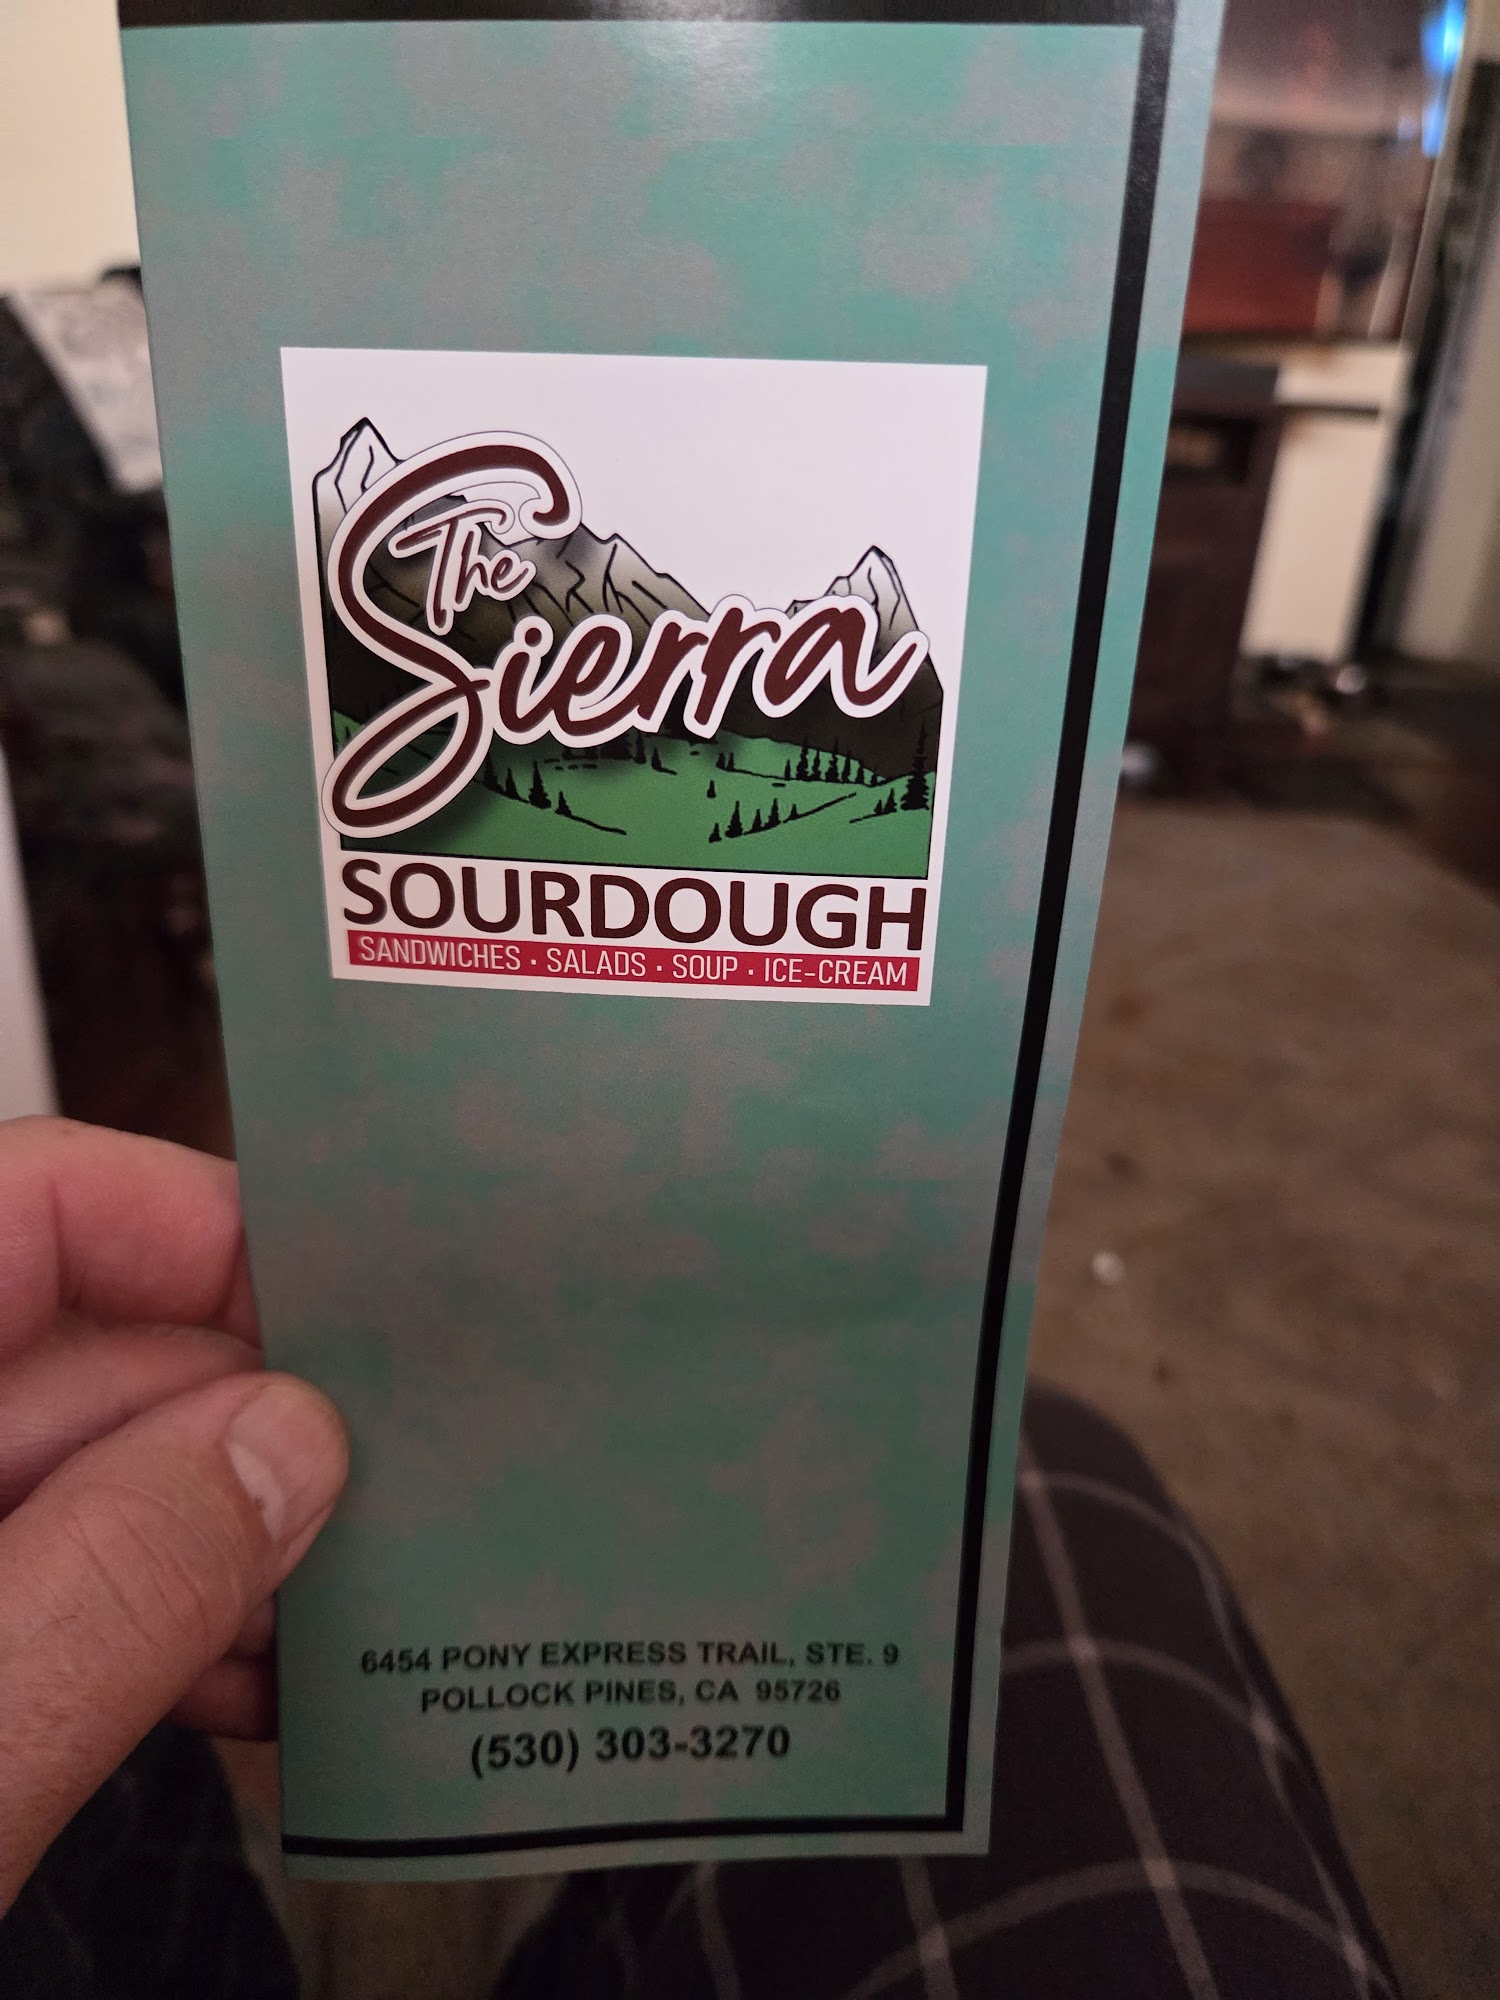 The
Sierra
SOURDOUGH
SANDWICHES · SALADS · SOUP · ICE-CREAM
6454 PONY EXPRESS TRAIL, STE. 9
POLLOCK PINES, CA 95726
(530) 303-3270